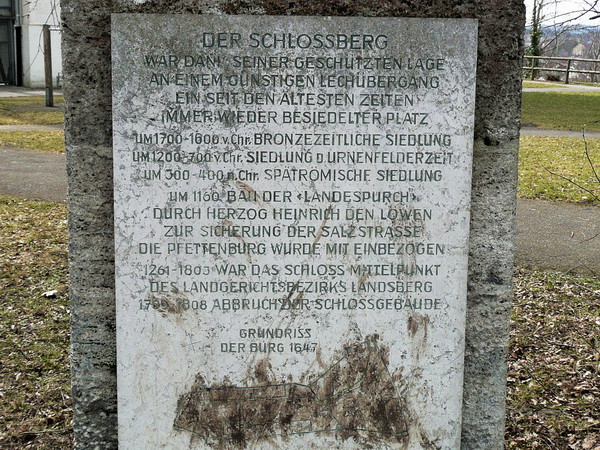 DER SCHLOSSBERG
WAR DANK SEINER GESCHÜTZTEN LAGE
AN EINEM GÜNSTIGEN LECHÜBERGANG
EIN SEIT DEN ÄLTESTEN ZEITEN
IMMER WIEDER BESIEDELTER PLATZ
UM 1700-1600 v. Chr. BRONZEZEITLICHE SIEDLUNG
UM 1200-700 v. Chr. SIEDLUNG D. URNENFELDERZEIT
UM 300-400 n. Chr. SPÄTRÖMISCHE SIEDLUNG
UM 1160 BAU DER «LANDESPURCH»
DURCH HERZOG HEINRICH DEN LÖWEN
ZUR SICHERUNG DER SALZSTRASSE
DIE PFETTENBURG WURDE MIT EINBEZOGEN
1261-1803 WAR DAS SCHLOSS MITTELPUNKT
DES LANDGERICHTSBEZIRKS LANDSBERG
1799-1808 ABBRUCH DER SCHLOSSGEBÄUDE
GRUNDRISS
DER BURG 1647